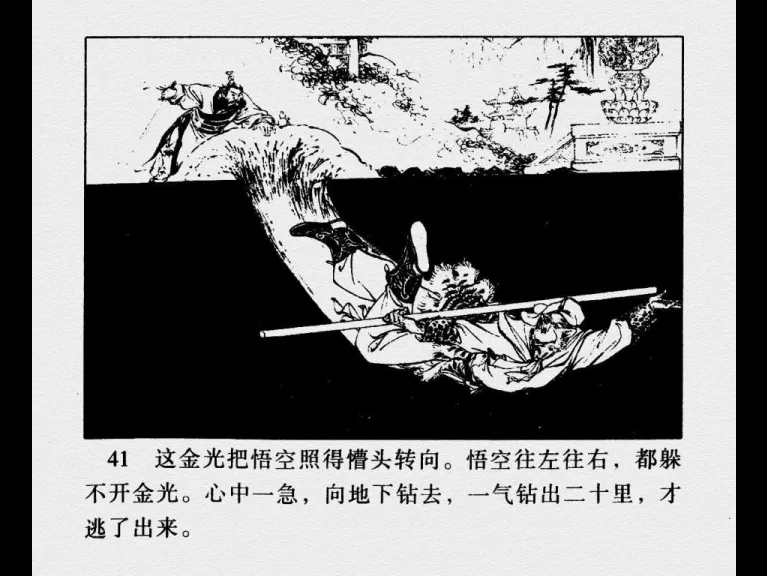 41 这金光把悟空照得懵头转向。悟空往左往右，都躲
不开金光。心中一急，向地下钻去，一气钻出二十里，才
逃了出来。